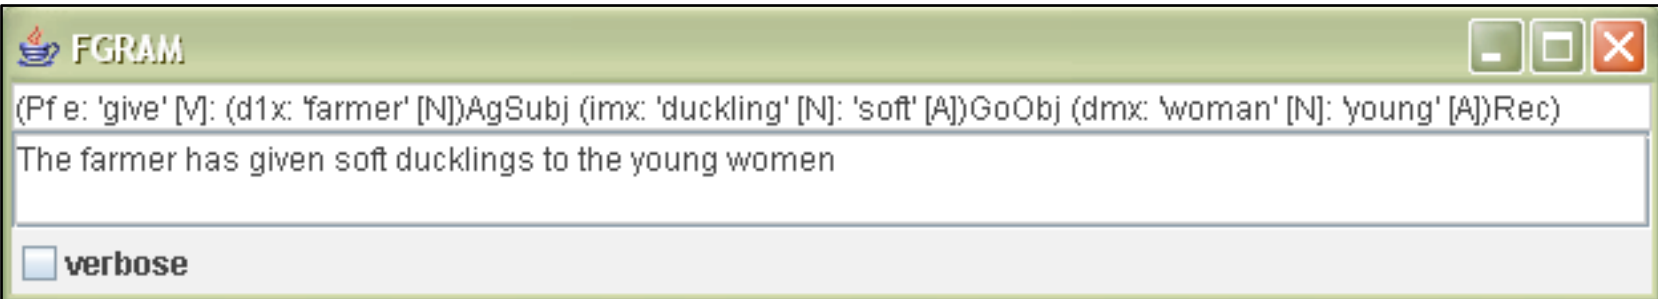 FGRAM
(Pf e: 'give' [V]: (d1x: 'farmer' [N])AgSubj (imx: 'duckling' [N]: 'soft' [A])GoObj (dmx: 'woman' [N]: 'young' [A])Rec)
The farmer has given soft ducklings to the young women
verbose